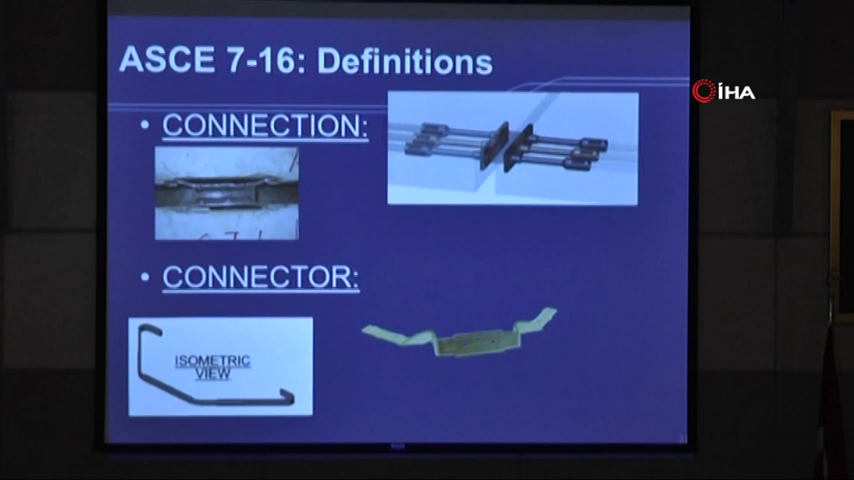 ASCE 7-16: Definitions
İHA
• CONNECTION:
• CONNECTOR:
ISOMETRIC
VIEW